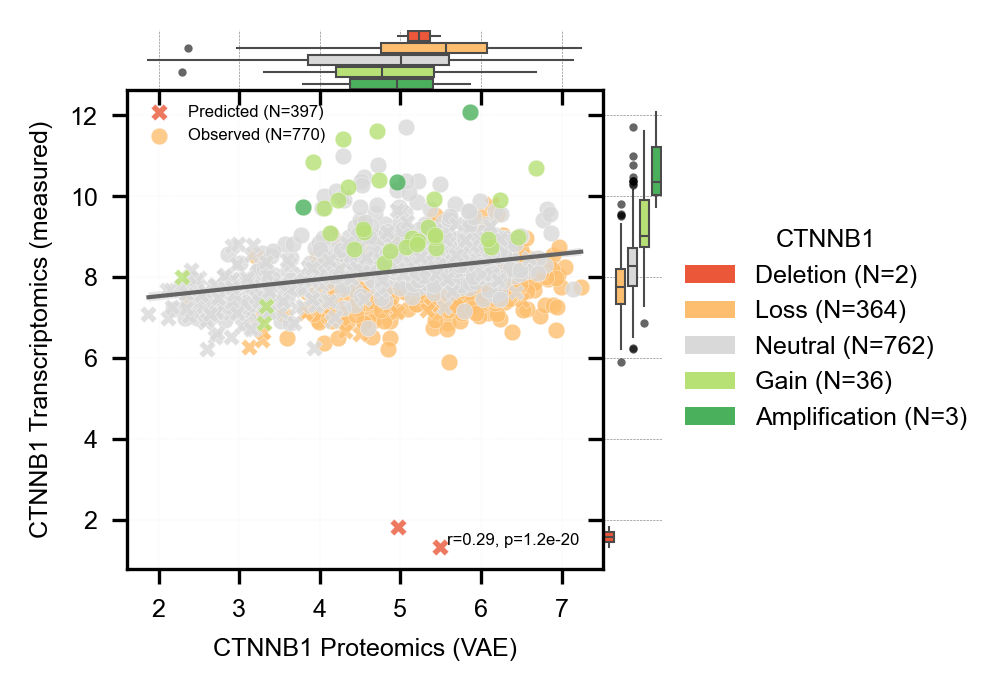 Predicted (N=397)
Observed (N=770)
CTNNB1 Transcriptomics (measured)
12
10
8
6
4
2
r=0.29, p=1.2e-20
2 3 4 5 6 7
CTNNB1 Proteomics (VAE)
CTNNB1
Deletion (N=2)
Loss (N=364)
Neutral (N=762)
Gain (N=36)
Amplification (N=3)